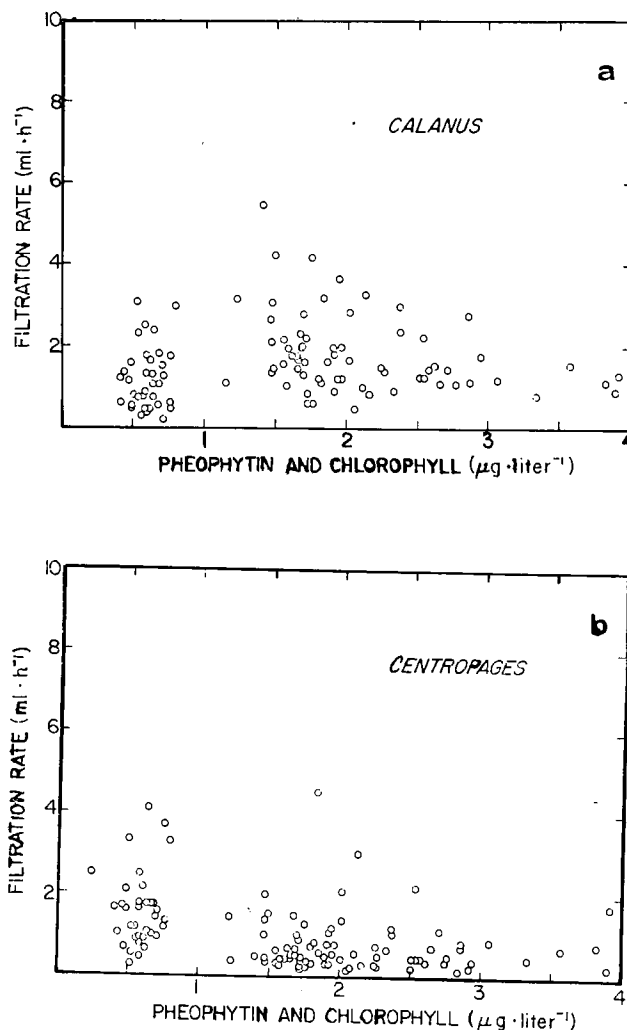 a
CALANUS
FILTRATION RATE (ml·h⁻¹)
10
8
6
4
2
1
2
3
4
PHEOPHYTIN AND CHLOROPHYLL (μg·liter⁻¹)
b
CENTROPAGES
FILTRATION RATE (ml·h⁻¹)
10
8
6
4
2
1
2
3
4
PHEOPHYTIN AND CHLOROPHYLL (μg·liter⁻¹)